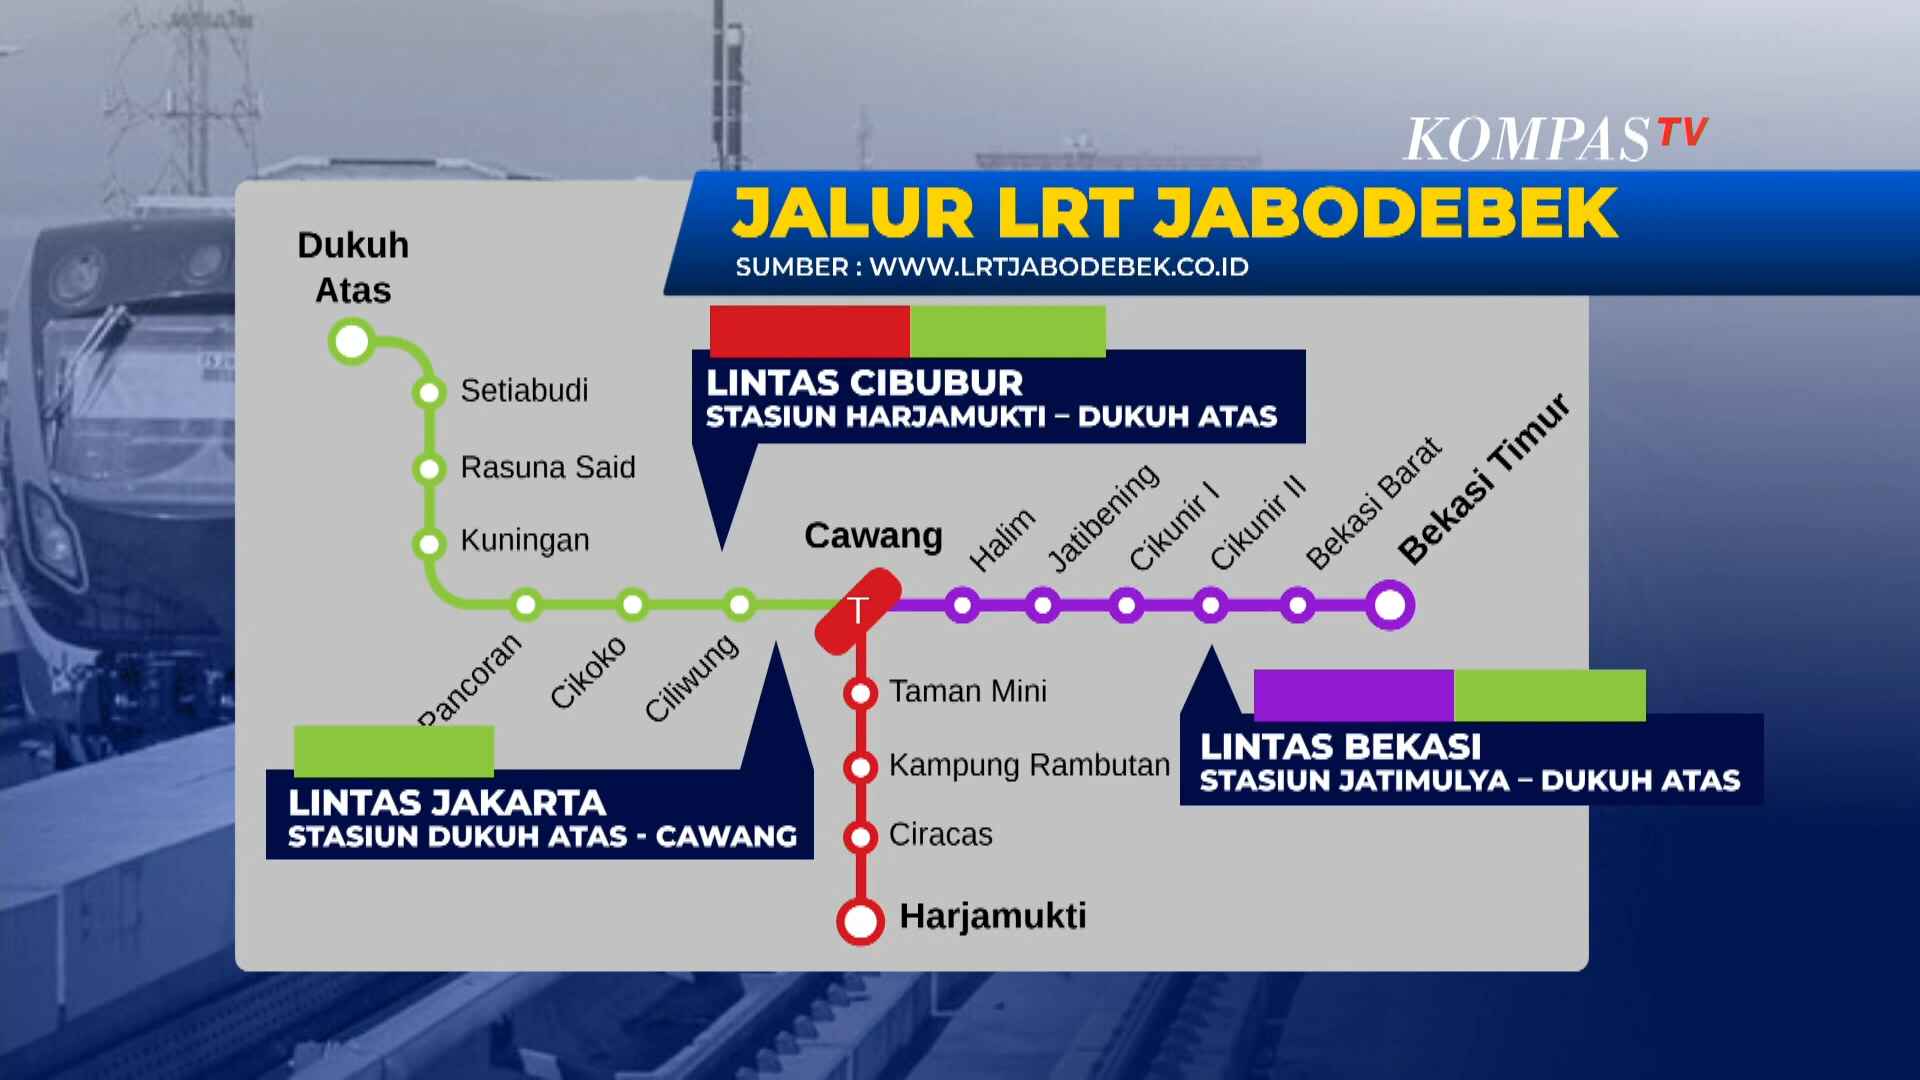 KOMPAS TV
JALUR LRT JABODEBEK
SUMBER : WWW.LRTJABODEBEK.CO.ID
Dukuh
Atas
Setiabudi
Rasuna Said
Kuningan
Pancoran
Cikoko
Ciliwung
LINTAS CIBUBUR
STASIUN HARJAMUKTI – DUKUH ATAS
Cawang
T
Halim
Jatibening
Cikunir I
Cikunir II
Bekasi Barat
Bekasi Timur
Taman Mini
Kampung Rambutan
Ciracas
Harjamukti
LINTAS JAKARTA
STASIUN DUKUH ATAS - CAWANG
LINTAS BEKASI
STASIUN JATIMULYA – DUKUH ATAS